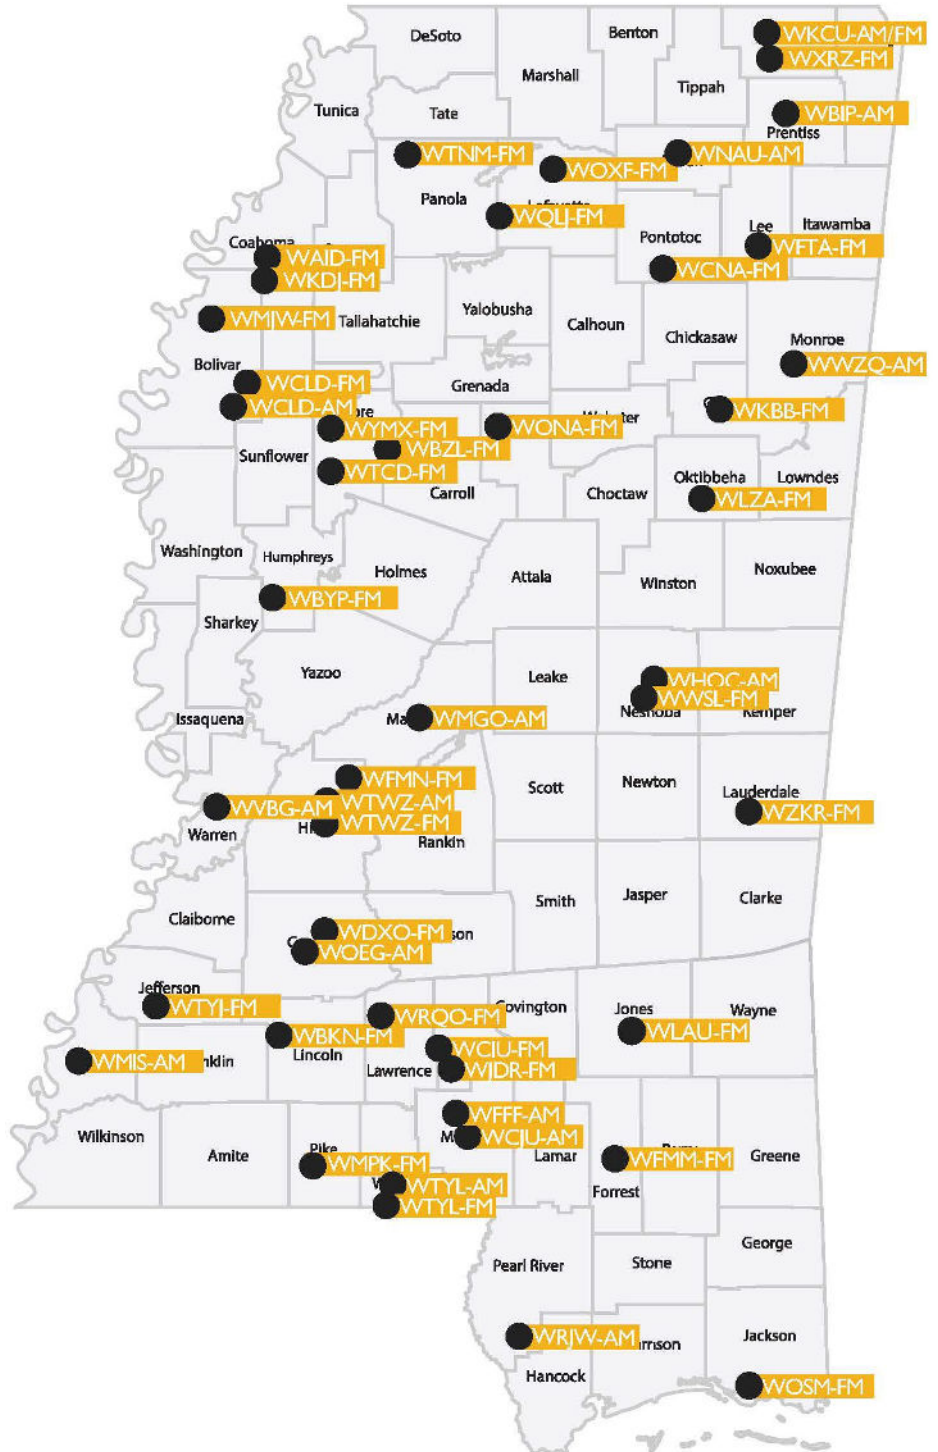 DeSoto
Benton
WKCU-AM/FM
WXRZ-FM
Marshall
Tippah
Tunica
Tate
WBIP-AM
Prentiss
WTNM-FM
WNAU-AM
WOXF-FM
Panola
WQLJ-FM
Lee
Itawamba
Pontotoc
Coahoma
WFTA-FM
WAID-FM
WCNA-FM
WKDJ-FM
WMJW-FM
Tallahatchie
Yalobusha
Calhoun
Chickasaw
Monroe
Bolivar
WWZQ-AM
WCLD-FM
Grenada
WCLD-AM
WKBB-FM
WYMX-FM
WONA-FM
WBZL-FM
Sunflower
WTCD-FM
Carroll
Oktibbeha
Lowndes
Choctaw
WLZA-FM
Washington
Humphreys
Holmes
Attala
Winston
Noxubee
WBYP-FM
Sharkey
Yazoo
Leake
WHOC-AM
WWSL-FM
Neshoba
Kemper
Issaquena
WMGO-AM
WFMN-FM
Scott
Newton
Lauderdale
WVBG-AM
WTWZ-AM
WZKR-FM
WTWZ-FM
Warren
Rankin
Smith
Jasper
Clarke
Claiborne
WDXO-FM
WOEG-AM
Jefferson
WTYJ-FM
Covington
Jones
Wayne
WRQO-FM
WLAU-FM
WBKN-FM
Lincoln
WCJU-FM
WMIS-AM
Lawrence
WJDR-FM
WFFF-AM
Wilkinson
WCJU-AM
Amite
Pike
Lamar
WFMM-FM
Greene
WMPK-FM
WTYL-AM
Forrest
WTYL-FM
George
Pearl River
Stone
WRJW-AM
Jackson
Hancock
WOSM-FM